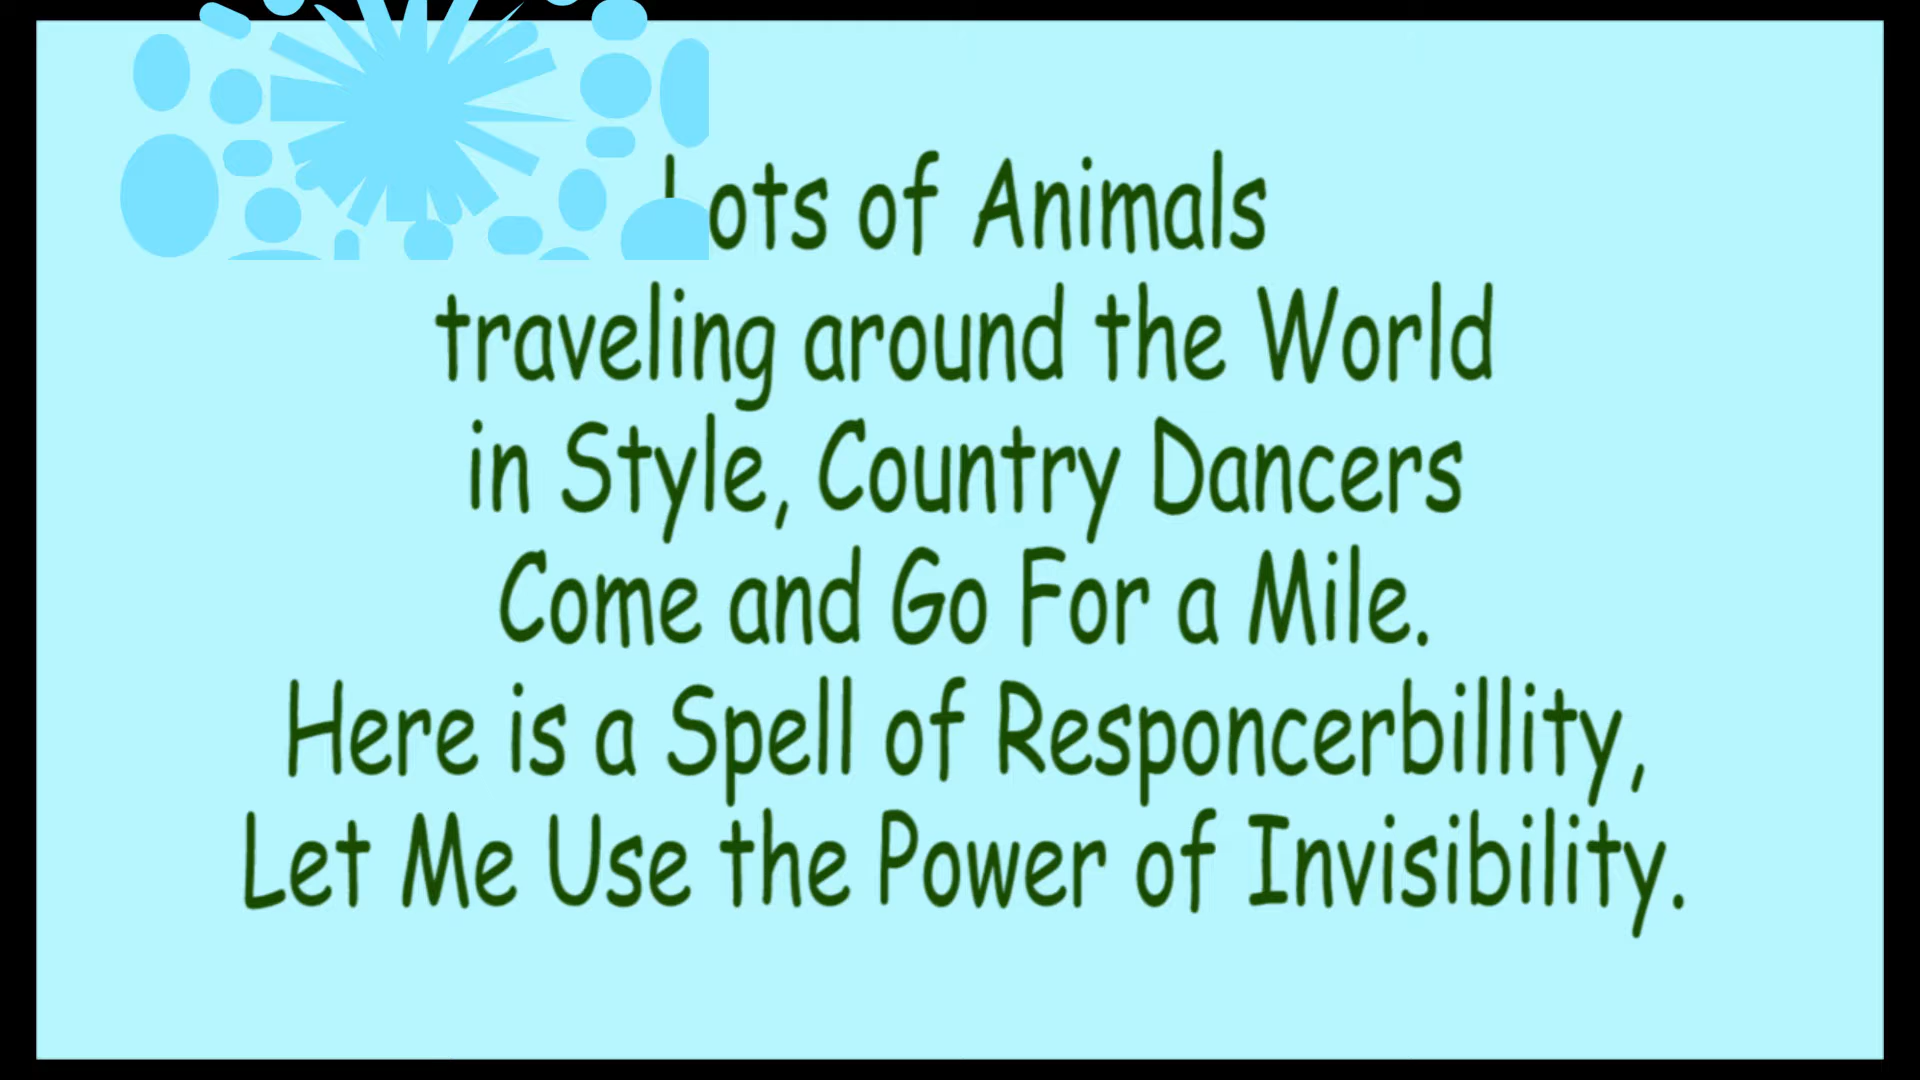 Lots of Animals
traveling around the World
in Style, Country Dancers
Come and Go For a Mile.
Here is a Spell of Responcerbillity,
Let Me Use the Power of Invisibility.